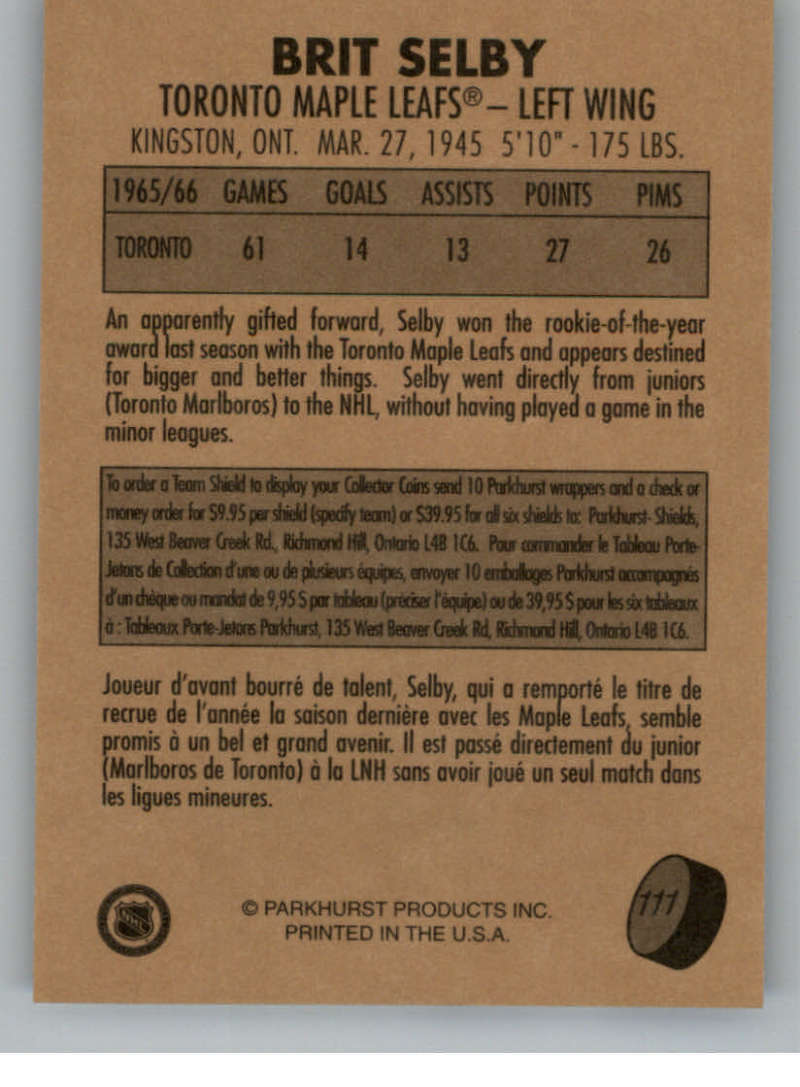 BRIT SELBY
TORONTO MAPLE LEAFS® – LEFT WING
KINGSTON, ONT. MAR. 27, 1945 5'10" - 175 LBS.
1965/66 GAMES GOALS ASSISTS POINTS PIMS
TORONTO 61 14 13 27 26
An apparently gifted forward, Selby won the rookie-of-the-year
award last season with the Toronto Maple Leafs and appears destined
for bigger and better things. Selby went directly from juniors
(Toronto Marlboros) to the NHL, without having played a game in the
minor leagues.
To order a Team Shield to display your Collector Coins send 10 Parkhurst wrappers and a check or
money order for $9.95 per shield (specify team) or $39.95 for all six shields to: Parkhurst- Shields,
135 West Beaver Creek Rd., Richmond Hill, Ontario L4B 1C6. Pour commander le Tableau Porte-
Jetons de Collection d'une ou de plusieurs équipes, envoyer 10 emballages Parkhurst accompagnés
d'un chèque ou mandat de 9,95 $ par tableau (préciser l'équipe) ou de 39,95 $ pour les six tableaux
à : Tableaux Porte-Jetons Parkhurst, 135 West Beaver Creek Rd, Richmond Hill, Ontario L4B 1C6.
Joueur d'avant bourré de talent, Selby, qui a remporté le titre de
recrue de l'année la saison dernière avec les Maple Leafs, semble
promis à un bel et grand avenir. Il est passé directement du junior
(Marlboros de Toronto) à la LNH sans avoir joué un seul match dans
les ligues mineures.
NHL
© PARKHURST PRODUCTS INC.
PRINTED IN THE U.S.A.
111